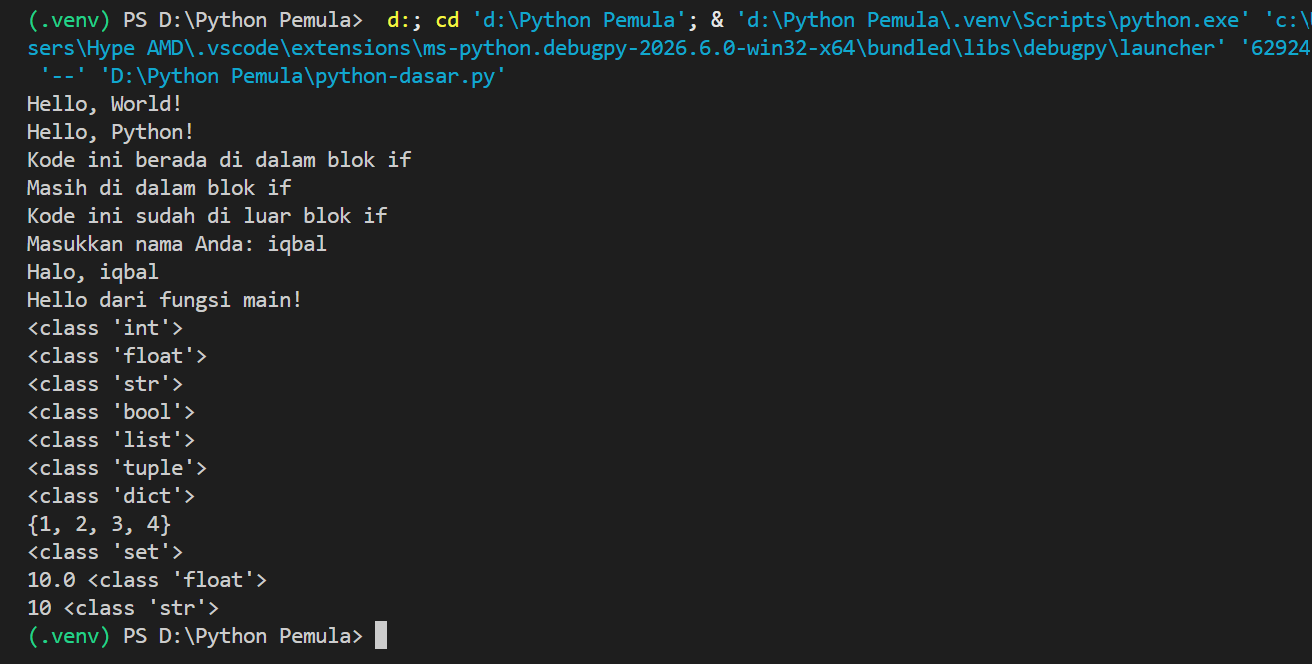 (.venv) PS D:\Python Pemula>  d:; cd 'd:\Python Pemula'; & 'd:\Python Pemula\.venv\Scripts\python.exe' 'c:\
sers\Hype AMD\.vscode\extensions\ms-python.debugpy-2026.6.0-win32-x64\bundled\libs\debugpy\launcher' '62924
 '--' 'D:\Python Pemula\python-dasar.py'
Hello, World!
Hello, Python!
Kode ini berada di dalam blok if
Masih di dalam blok if
Kode ini sudah di luar blok if
Masukkan nama Anda: iqbal
Halo, iqbal
Hello dari fungsi main!
<class 'int'>
<class 'float'>
<class 'str'>
<class 'bool'>
<class 'list'>
<class 'tuple'>
<class 'dict'>
{1, 2, 3, 4}
<class 'set'>
10.0 <class 'float'>
10 <class 'str'>
(.venv) PS D:\Python Pemula>